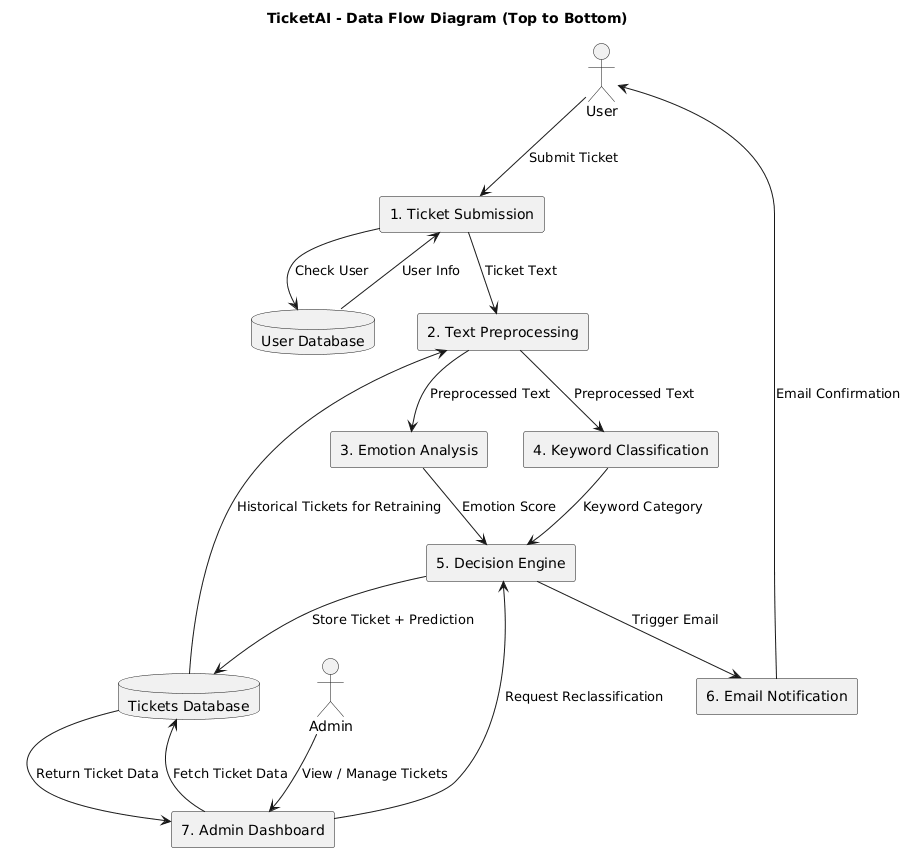 TicketAI - Data Flow Diagram (Top to Bottom)
User
Submit Ticket
1. Ticket Submission
Check User
User Info
Ticket Text
User Database
2. Text Preprocessing
Preprocessed Text
Preprocessed Text
Email Confirmation
3. Emotion Analysis
4. Keyword Classification
Historical Tickets for Retraining
Emotion Score
Keyword Category
5. Decision Engine
Store Ticket + Prediction
Trigger Email
Tickets Database
Admin
Request Reclassification
6. Email Notification
Return Ticket Data
Fetch Ticket Data
View / Manage Tickets
7. Admin Dashboard